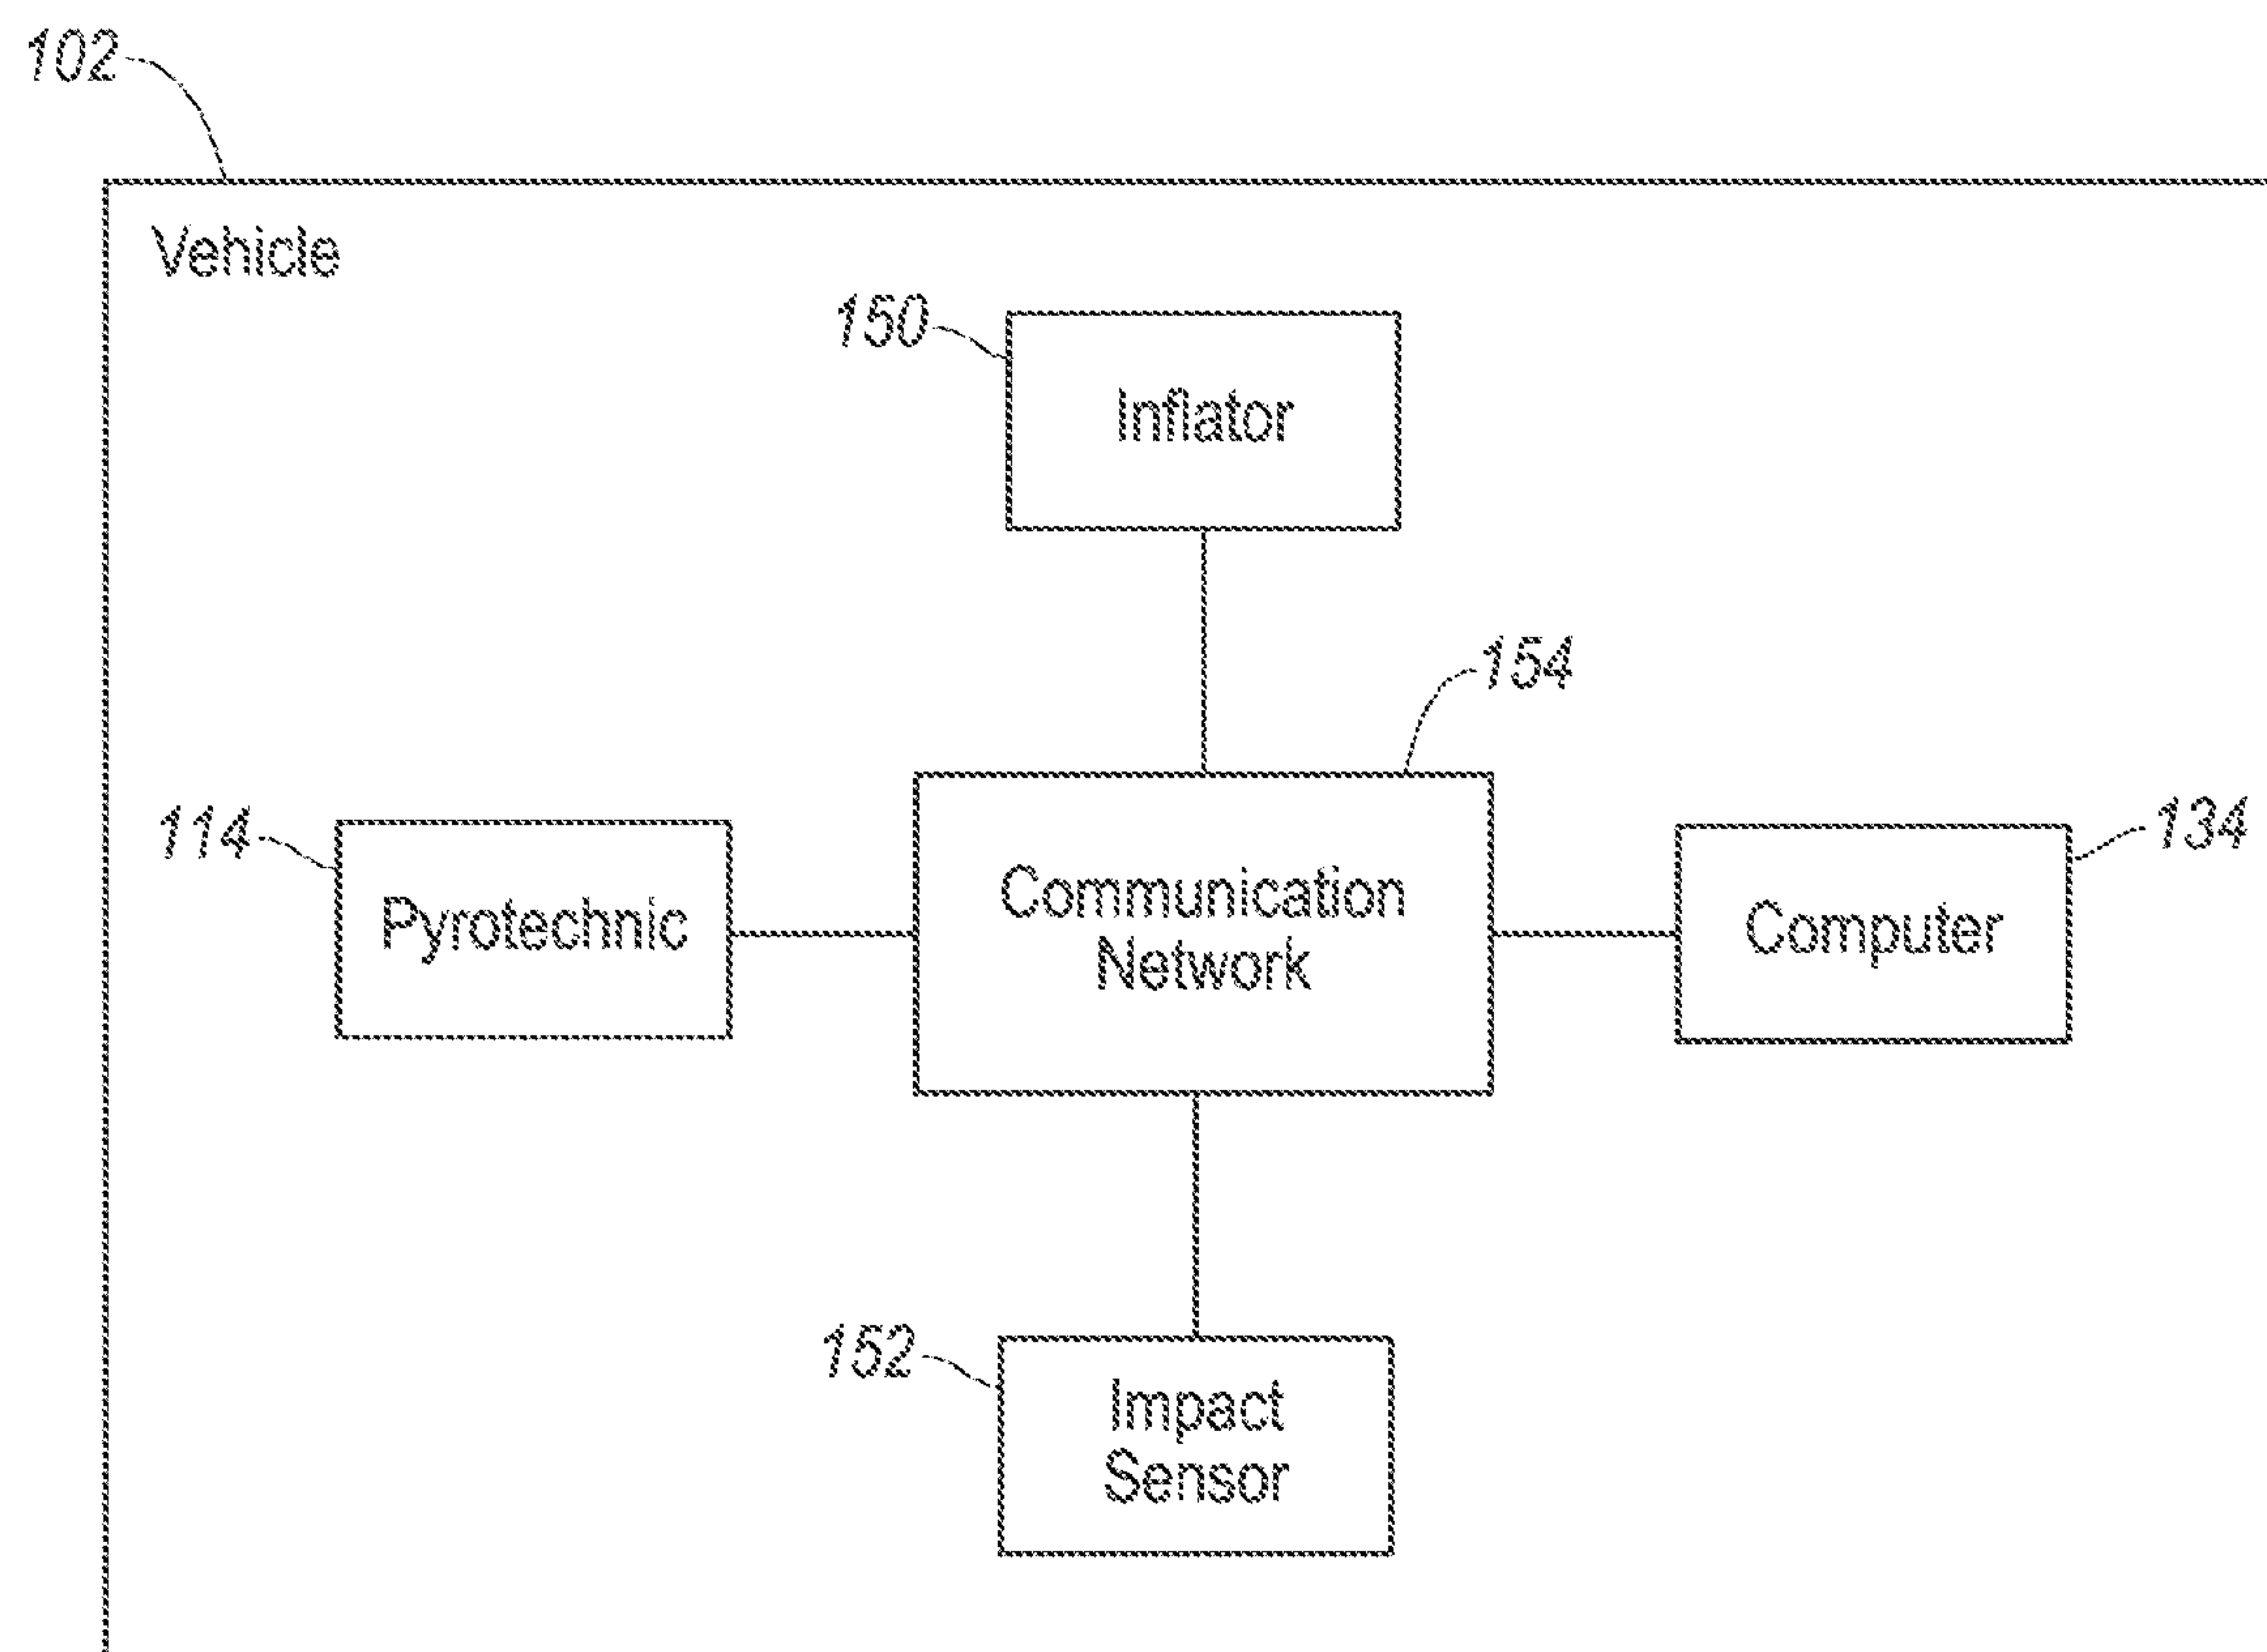 102
Vehicle
150
Inflator
154
114
Pyrotechnic
Communication
Network
134
Computer
152
Impact
Sensor